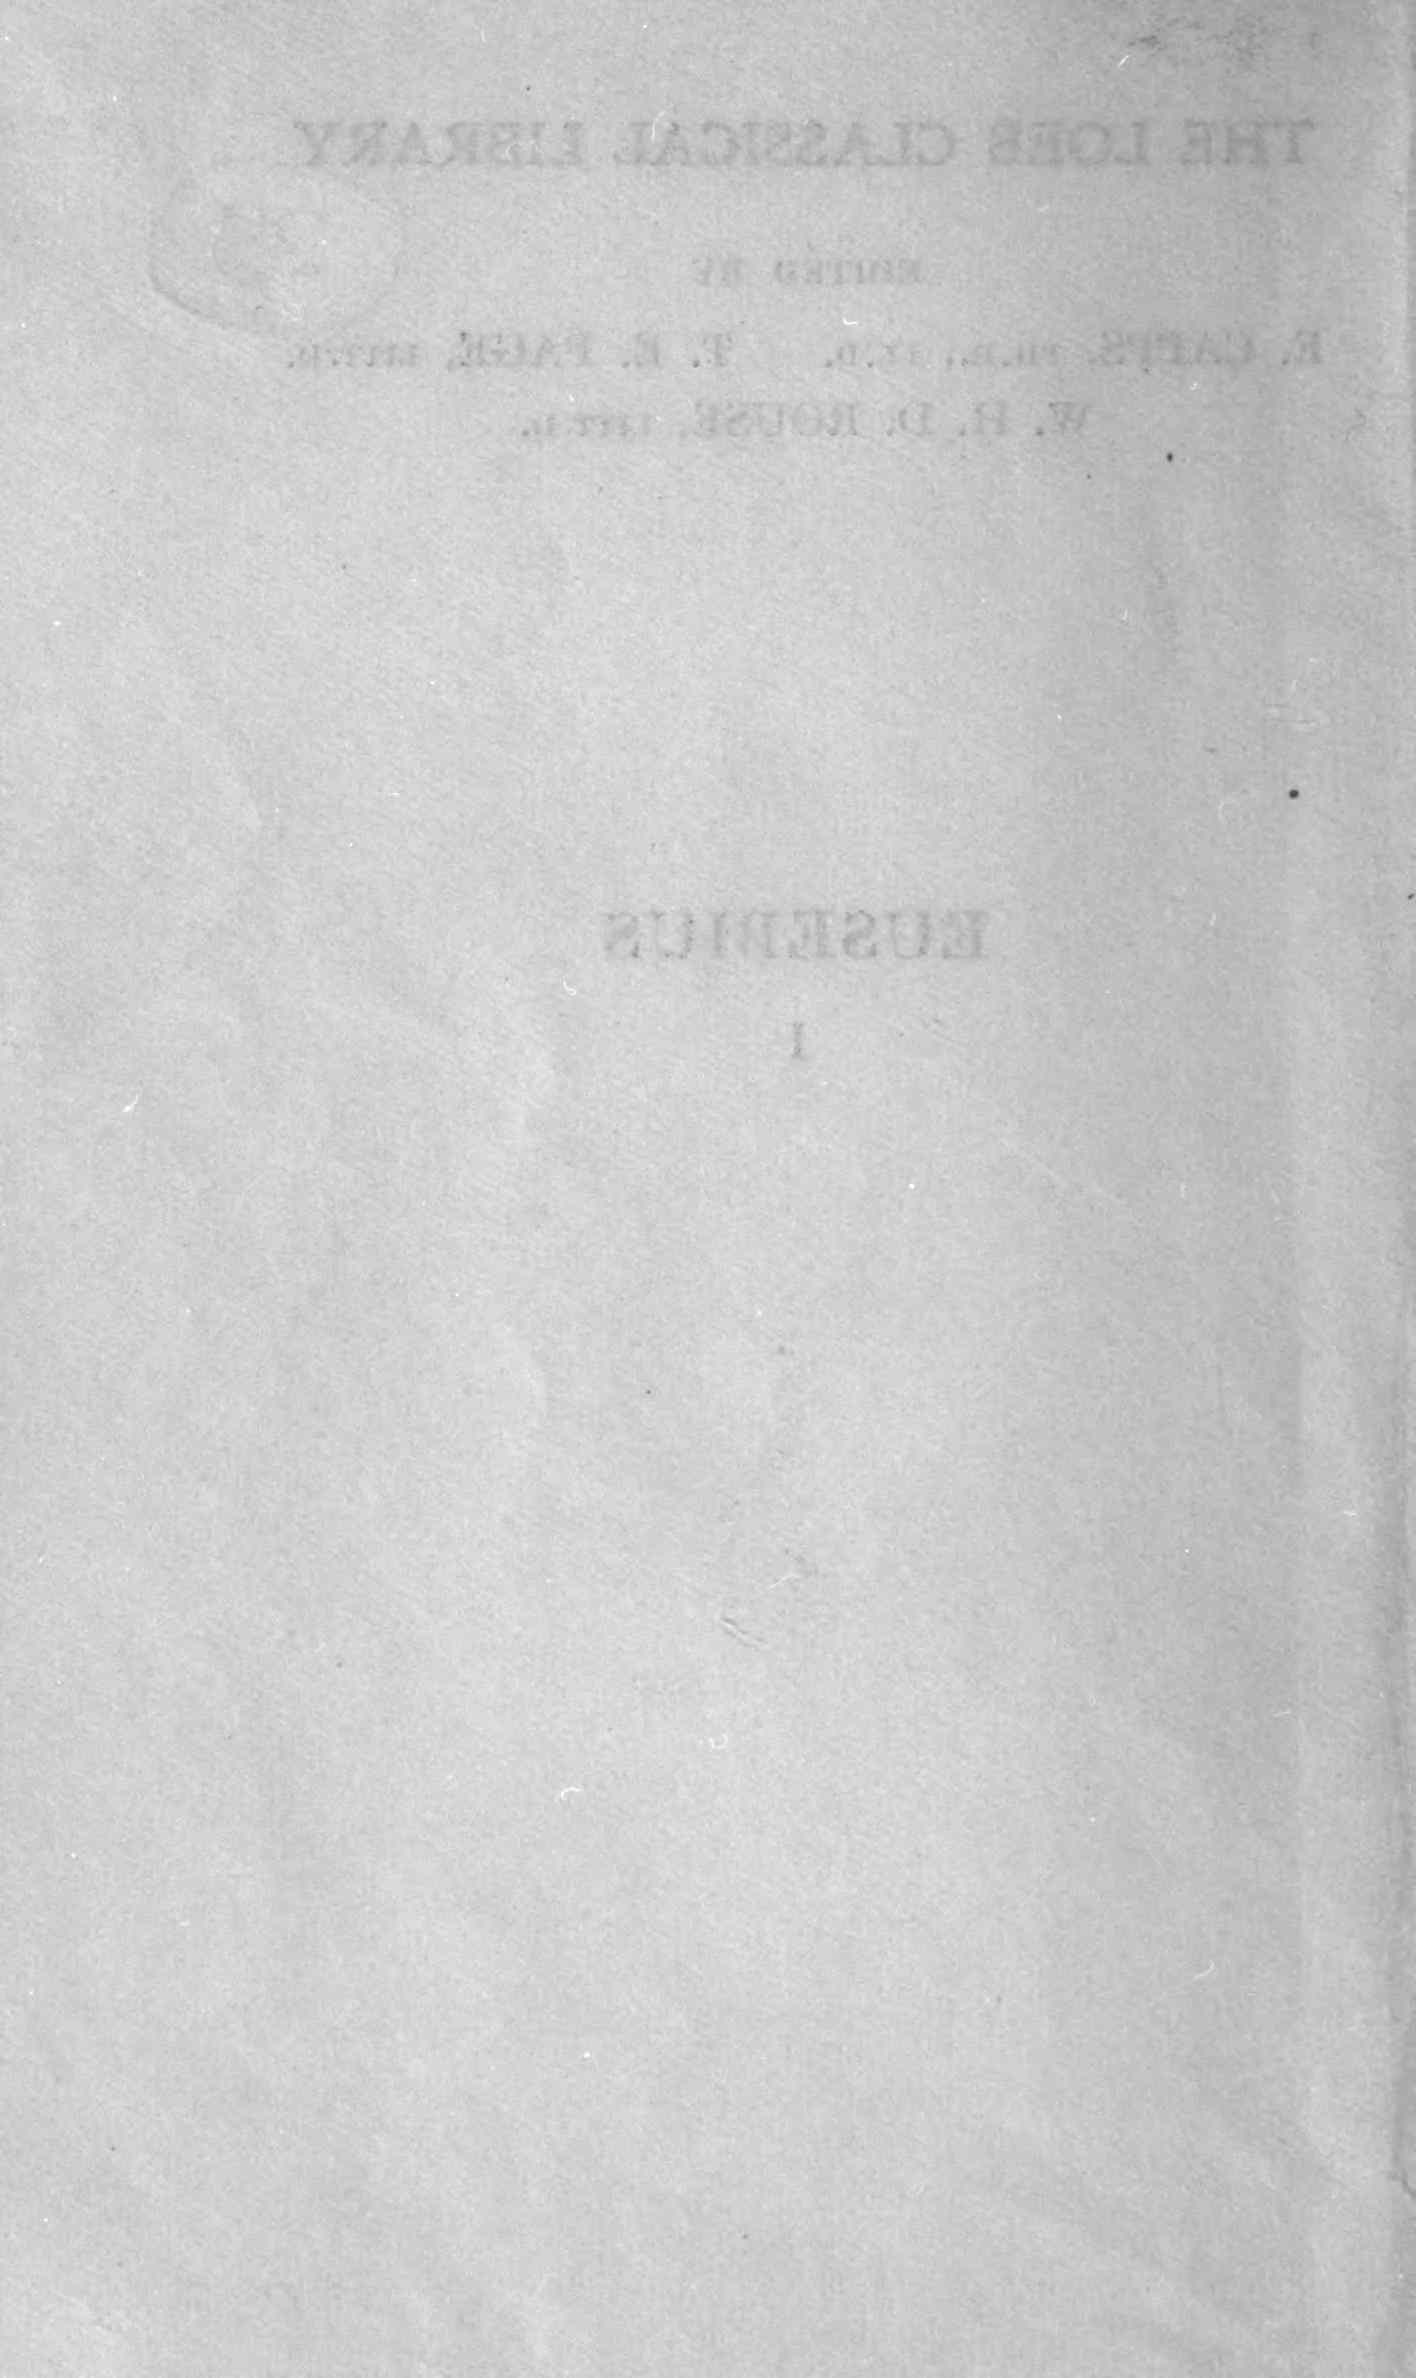 THE LOEB CLASSICAL LIBRARY
EDITED BY
E. CAPPS, PH.D., LL.D. T. E. PAGE, LITT.D.
W. H. D. ROUSE, LITT.D.
EUSEBIUS
I